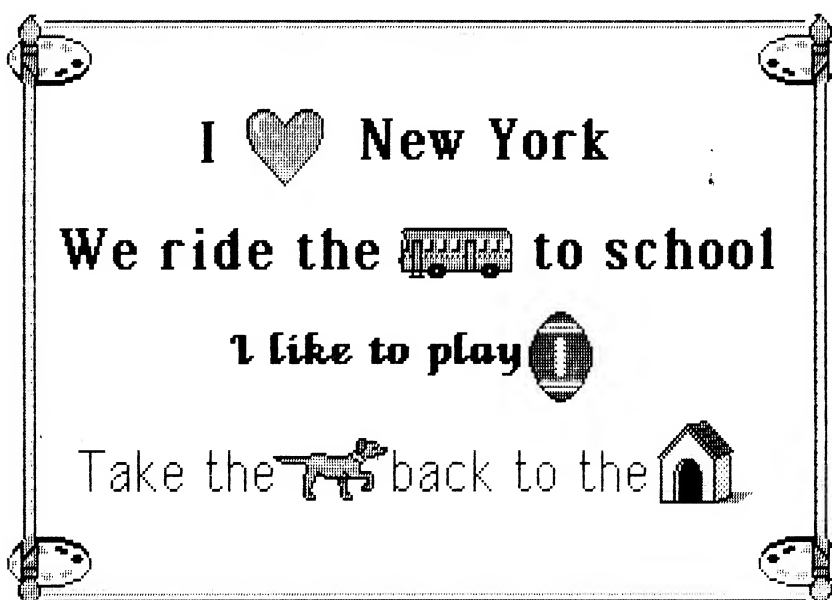 I New York
We ride the to school
I like to play
Take the back to the